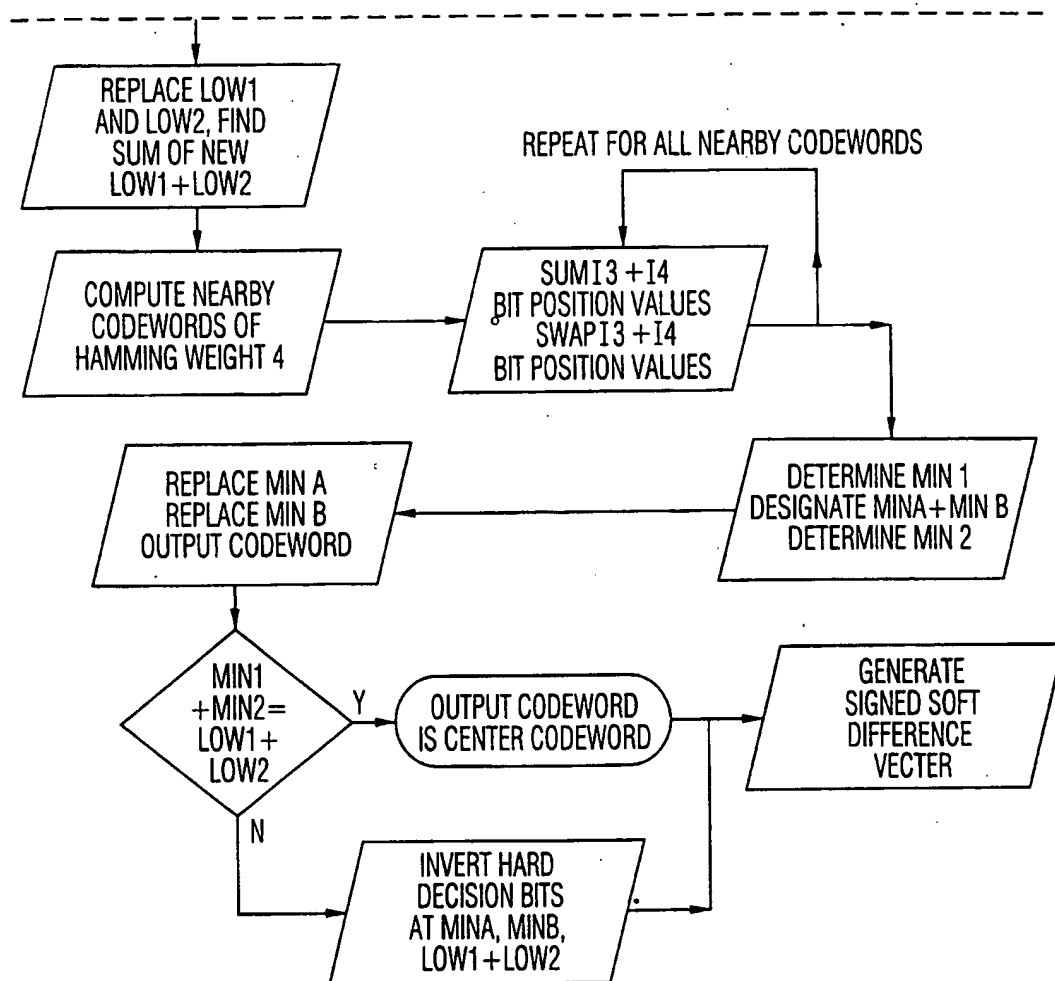 REPLACE LOW1
AND LOW2, FIND
SUM OF NEW
LOW1+LOW2
REPEAT FOR ALL NEARBY CODEWORDS
COMPUTE NEARBY
CODEWORDS OF
HAMMING WEIGHT 4
SUMI3+I4
BIT POSITION VALUES
SWAPI3+I4
BIT POSITION VALUES
REPLACE MIN A
REPLACE MIN B
OUTPUT CODEWORD
DETERMINE MIN 1
DESIGNATE MINA+MIN B
DETERMINE MIN 2
MIN1
+MIN2=
LOW1+
LOW2
Y
N
OUTPUT CODEWORD
IS CENTER CODEWORD
GENERATE
SIGNED SOFT
DIFFERENCE
VECTER
INVERT HARD
DECISION BITS
AT MINA, MINB,
LOW1+LOW2